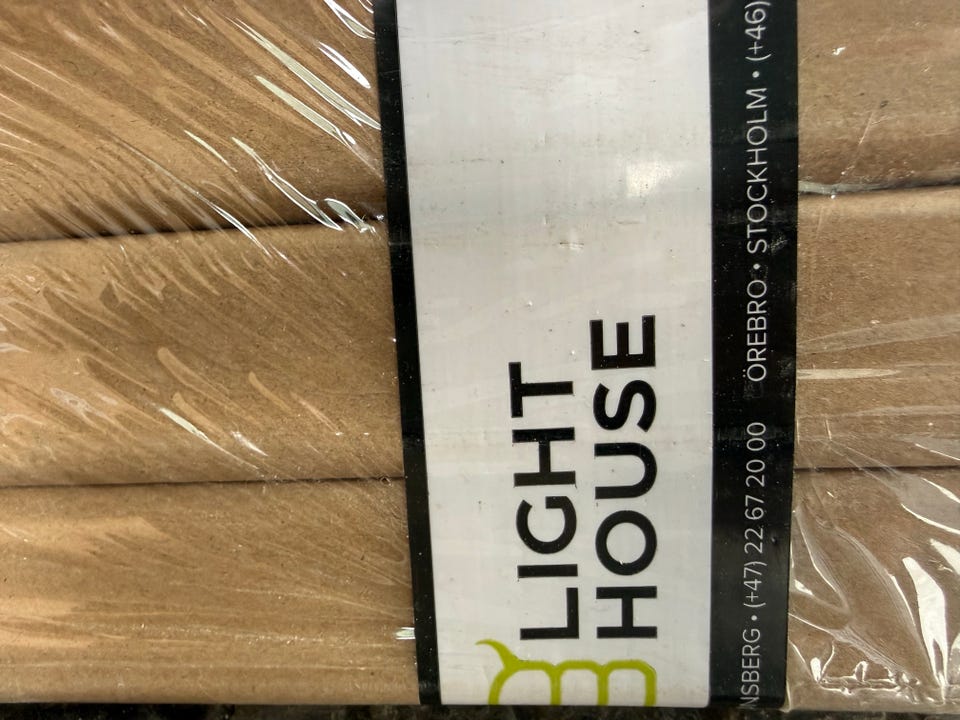 LIGHT
HOUSE
NSBERG • (+47) 22 67 20 00 ÖREBRO • STOCKHOLM • (+46)